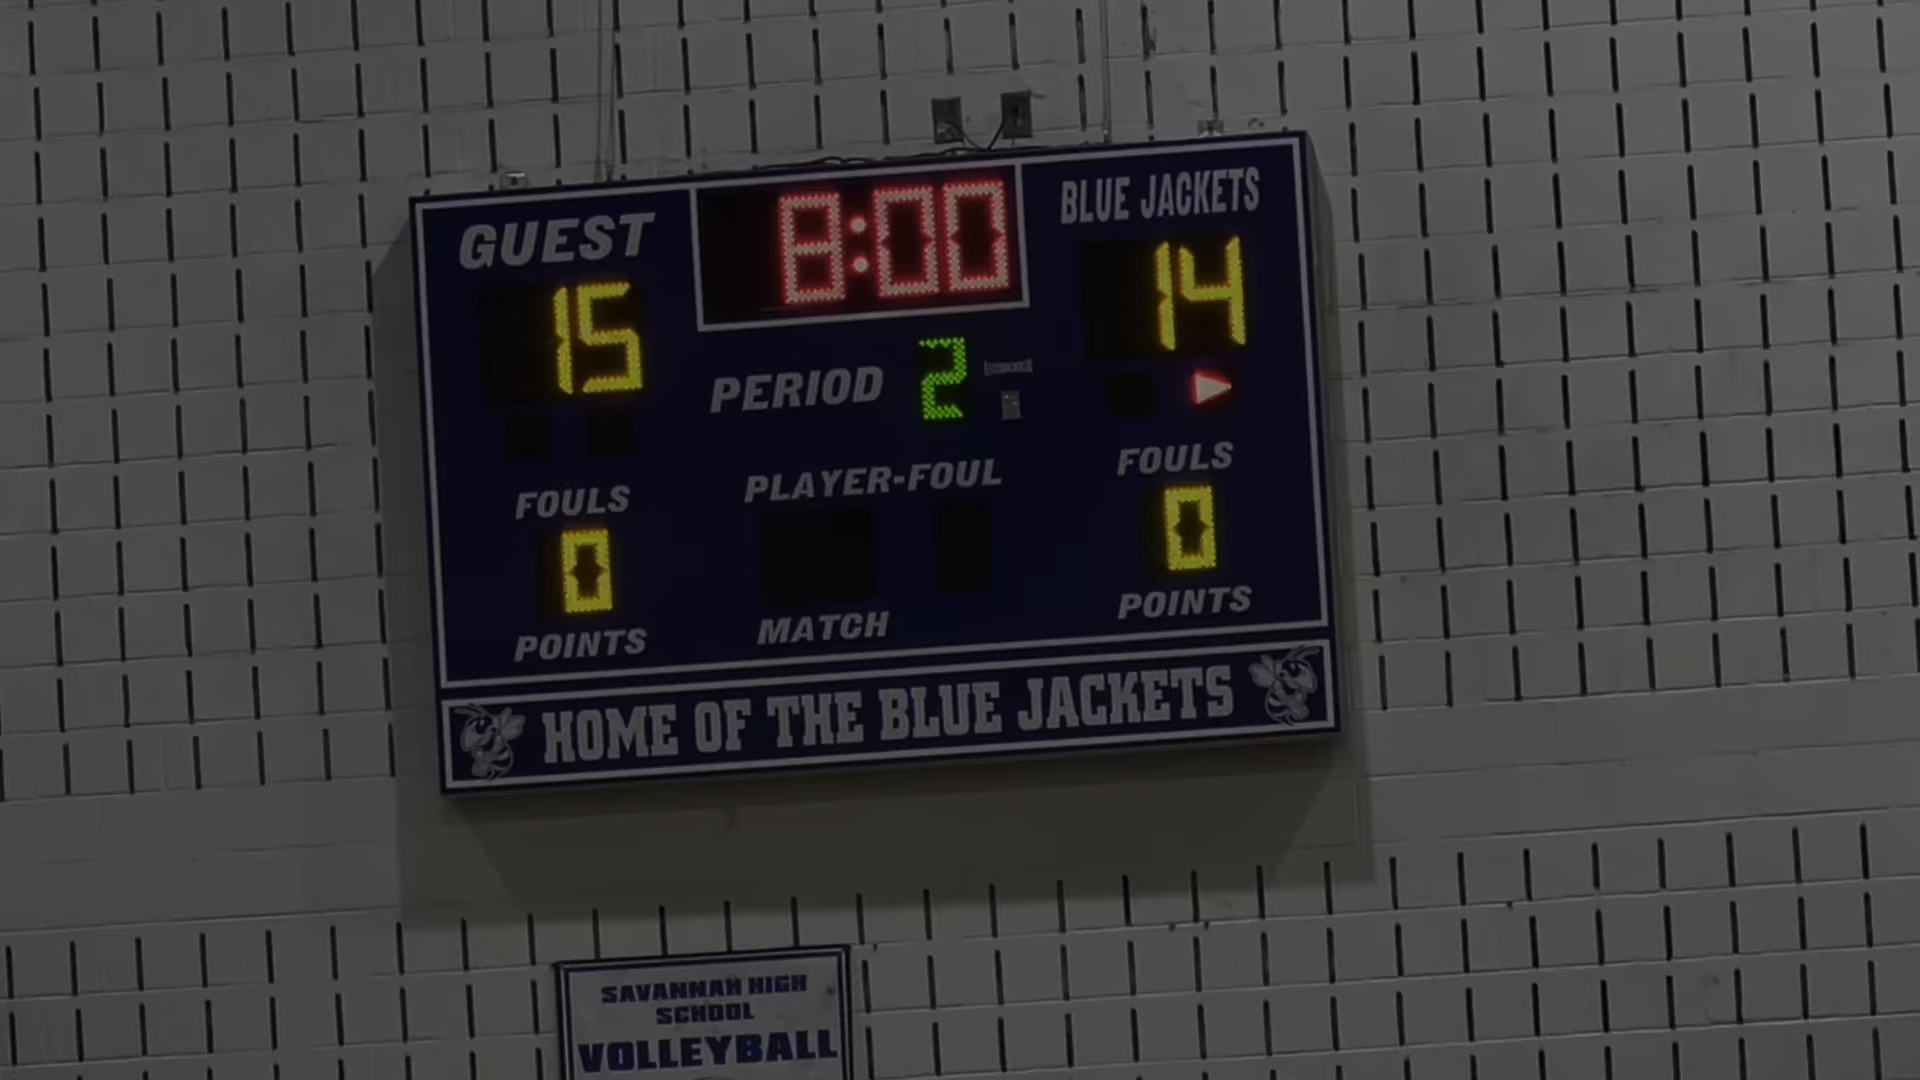 GUEST
8:00
BLUE JACKETS
15
14
PERIOD 2
FOULS
PLAYER-FOUL
FOULS
0
0
POINTS
MATCH
POINTS
HOME OF THE BLUE JACKETS
SAVANNAH HIGH
SCHOOL
VOLLEYBALL